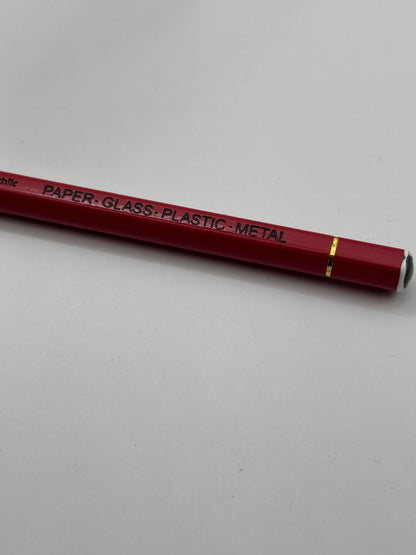 PAPER · GLASS · PLASTIC · METAL